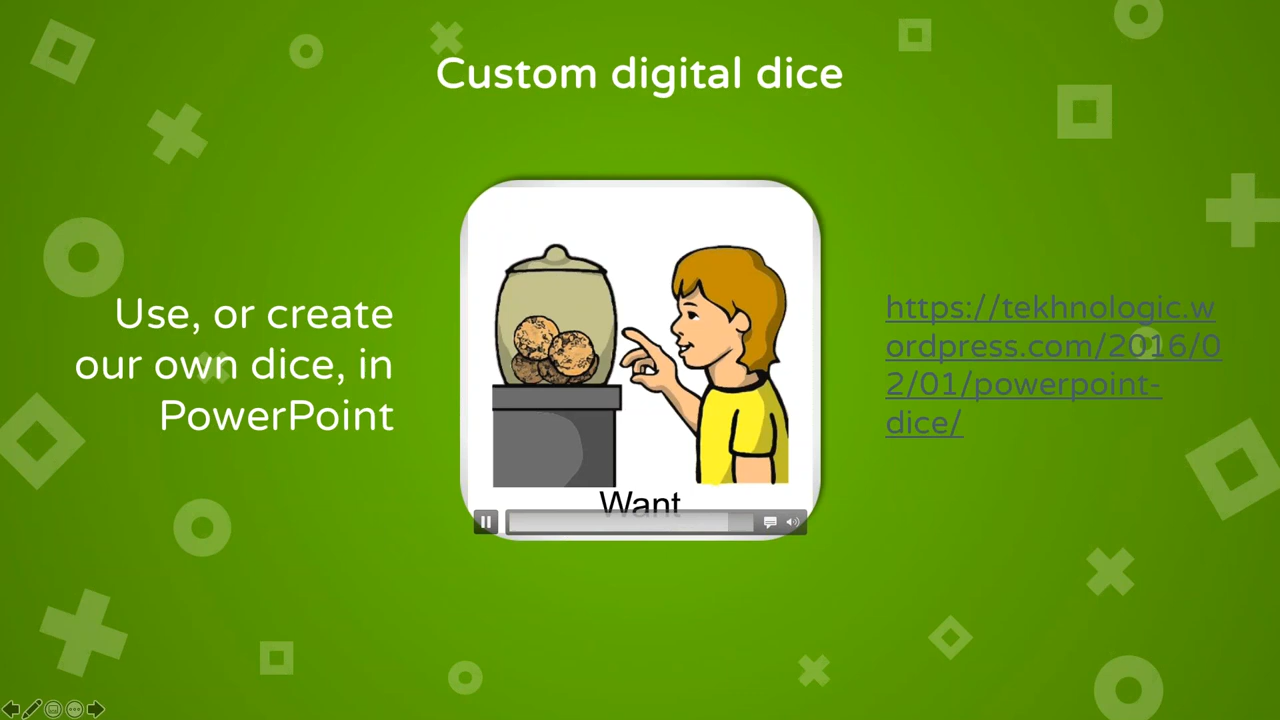 Custom digital dice
Use, or create
our own dice, in
PowerPoint
Want
https://tekhnologic.w
ordpress.com/2016/0
2/01/powerpoint-
dice/